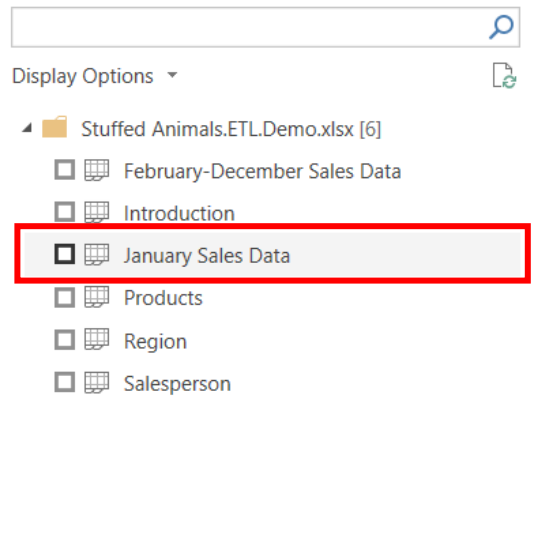 Display Options
Stuffed Animals.ETL.Demo.xlsx [6]
February-December Sales Data
Introduction
January Sales Data
Products
Region
Salesperson